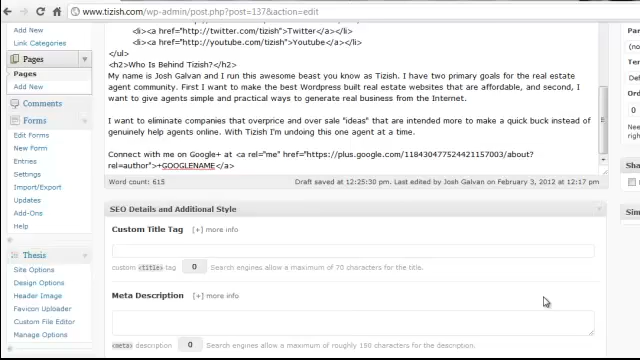 www.tizish.com/wp-admin/post.php?post=137&action=edit
Add New
Link Categories
Pages
Pages
Add New
Comments
Forms
Edit Forms
New Form
Entries
Settings
Import/Export
Updates
Add-Ons
Help
Thesis
Site Options
Design Options
Header Image
Favicon Uploader
Custom File Editor
Manage Options
<li><a href="http://twitter.com/tizish">Twitter</a></li>
<li><a href="http://youtube.com/tizish">Youtube</a></li>
</ul>
<h2>Who Is Behind Tizish?</h2>
My name is Josh Galvan and I run this awesome beast you know as Tizish. I have two primary goals for the real estate
agent community. First I want to make the best Wordpress built real estate websites that are affordable, and second, I
want to give agents simple and practical ways to generate real business from the Internet.
I want to eliminate companies that overprice and over sale "ideas" that are intended more to make a quick buck instead of
genuinely help agents online. With Tizish I'm undoing this one agent at a time.
Connect with me on Google+ at <a rel="me" href="https://plus.google.com/118430477524421157003/about?
rel=author">+GOOGLENAME</a>
Word count: 615
Draft saved at 12:25:30 pm. Last edited by Josh Galvan on February 3, 2012 at 12:17 pm
SEO Details and Additional Style
Custom Title Tag [+] more info
custom <title> tag 0 Search engines allow a maximum of 70 characters for the title.
Meta Description [+] more info
<meta> description 0 Search engines allow a maximum of roughly 150 characters for the description.
Par
(n
De
Ord
0
Need
right
Sha
S
Sim